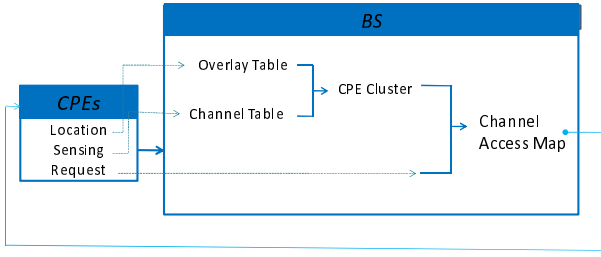 BS
Overlay Table
CPE Cluster
CPEs
Channel Table
Location
Sensing
Request
Channel
Access Map